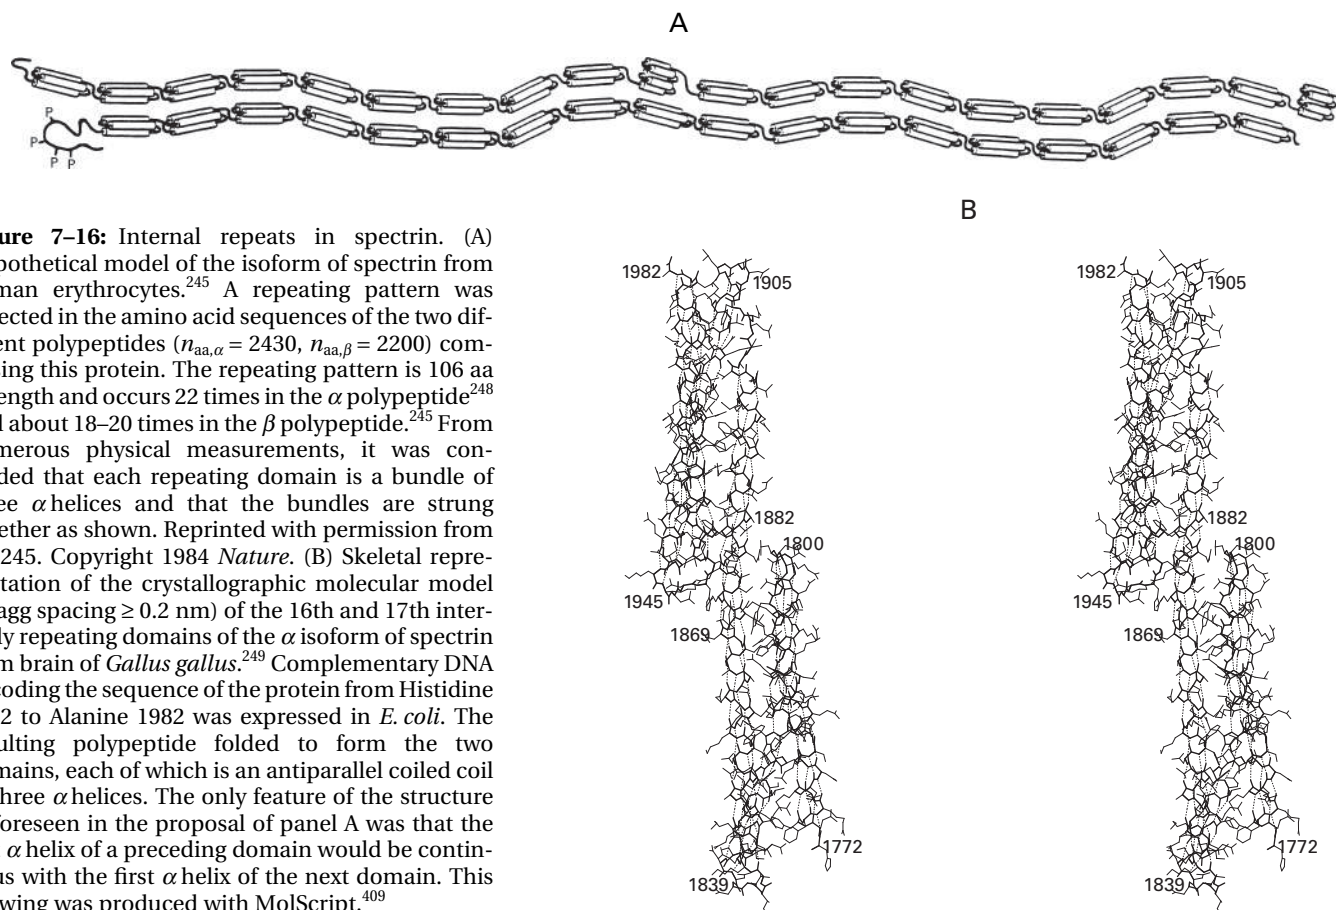 A
P
P
P P
B
ure 7–16: Internal repeats in spectrin. (A)
pothetical model of the isoform of spectrin from
man erythrocytes.245 A repeating pattern was
ected in the amino acid sequences of the two dif-
ent polypeptides (naa,α = 2430, naa,β = 2200) com-
sing this protein. The repeating pattern is 106 aa
ength and occurs 22 times in the α polypeptide248
l about 18–20 times in the β polypeptide.245 From
merous physical measurements, it was con-
ded that each repeating domain is a bundle of
ee α helices and that the bundles are strung
ether as shown. Reprinted with permission from
245. Copyright 1984 Nature. (B) Skeletal repre-
tation of the crystallographic molecular model
agg spacing ≥ 0.2 nm) of the 16th and 17th inter-
ly repeating domains of the α isoform of spectrin
m brain of Gallus gallus.249 Complementary DNA
coding the sequence of the protein from Histidine
2 to Alanine 1982 was expressed in E. coli. The
ulting polypeptide folded to form the two
mains, each of which is an antiparallel coiled coil
three α helices. The only feature of the structure
foreseen in the proposal of panel A was that the
α helix of a preceding domain would be contin-
us with the first α helix of the next domain. This
wing was produced with MolScript.409
1982 1905
1882
1800
1945
1869
1772
1839
1982 1905
1882
1800
1945
1869
1772
1839